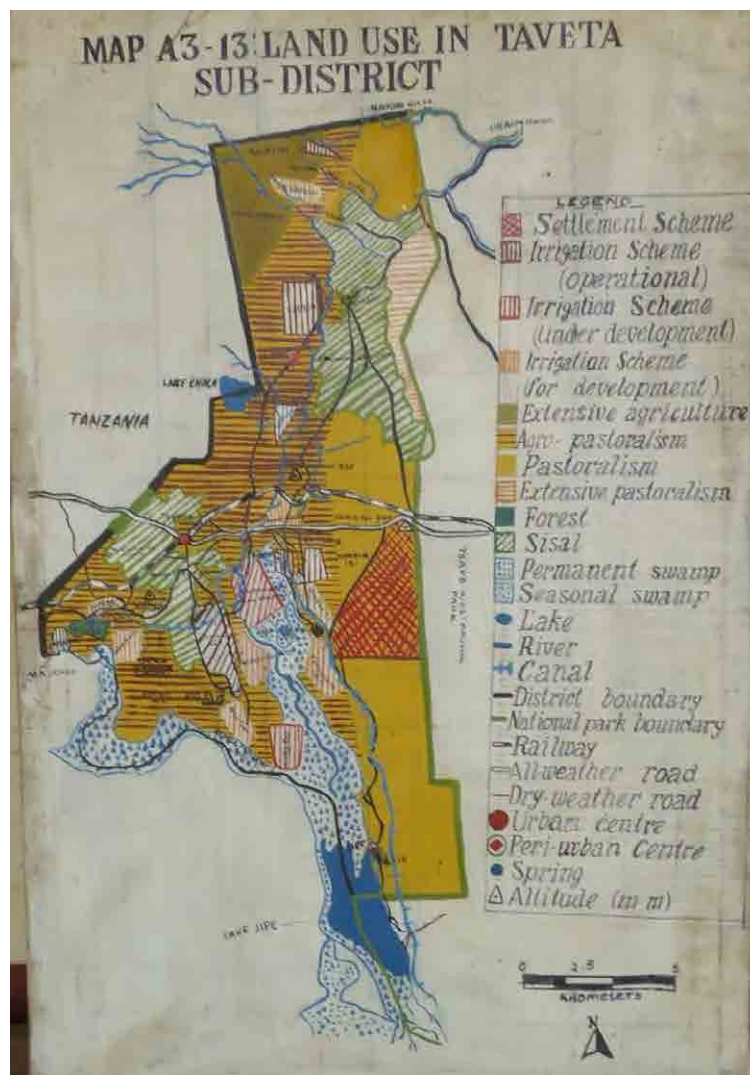 MAP A3-13: LAND USE IN TAVETA
SUB-DISTRICT
LAKE CHALA
TANZANIA
LAKE JIPE
LEGEND
Settlement Scheme
Irrigation Scheme
(operational)
Irrigation Scheme
(under development)
Irrigation Scheme
(for development)
Extensive agriculture
Agro-pastoralism
Pastoralism
Extensive pastoralism
Forest
Sisal
Permanent swamp
Seasonal swamp
Lake
River
Canal
District boundary
National park boundary
Railway
All-weather road
Dry-weather road
Urban centre
Peri-urban Centre
Spring
Altitude (m.m)
0 2.5 5
KILOMETERS
N